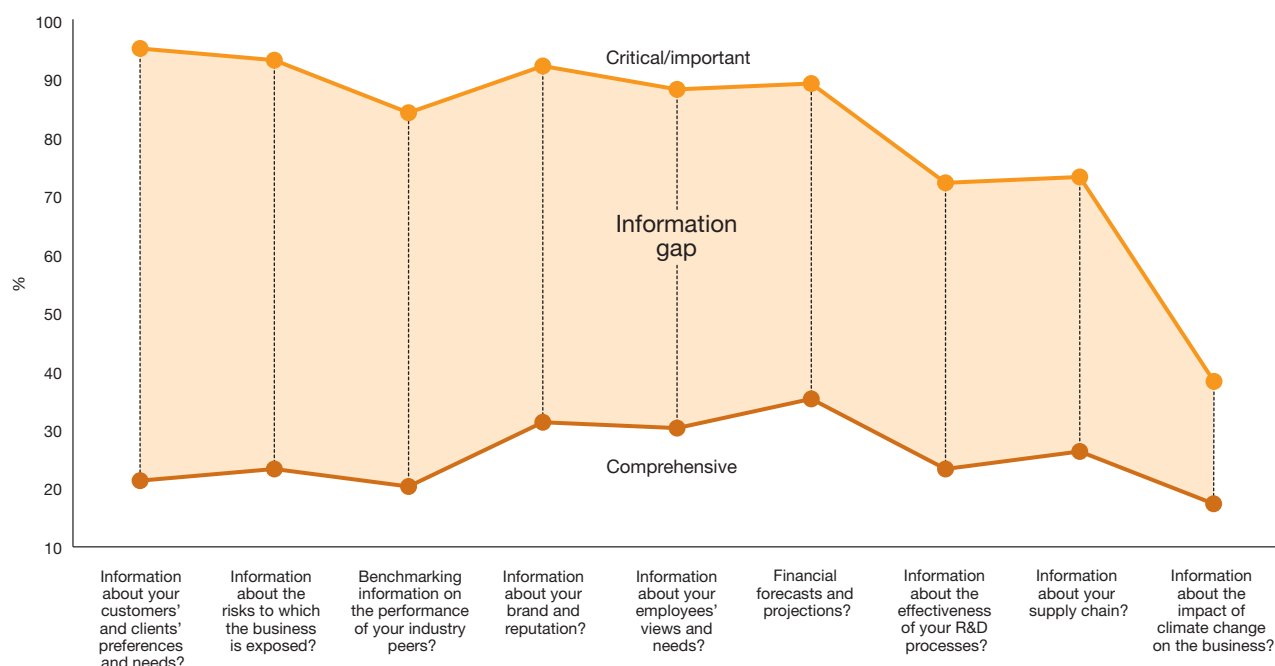 100
90
80
70
60
50
40
30
20
10
%
Critical/important
Information
gap
Comprehensive
Information
about your
customers’
and clients’
preferences
and needs?
Information
about the
risks to which
the business
is exposed?
Benchmarking
information on
the performance
of your industry
peers?
Information
about your
brand and
reputation?
Information
about your
employees’
views and
needs?
Financial
forecasts and
projections?
Information
about the
effectiveness
of your R&D
processes?
Information
about your
supply chain?
Information
about the
impact of
climate change
on the business?